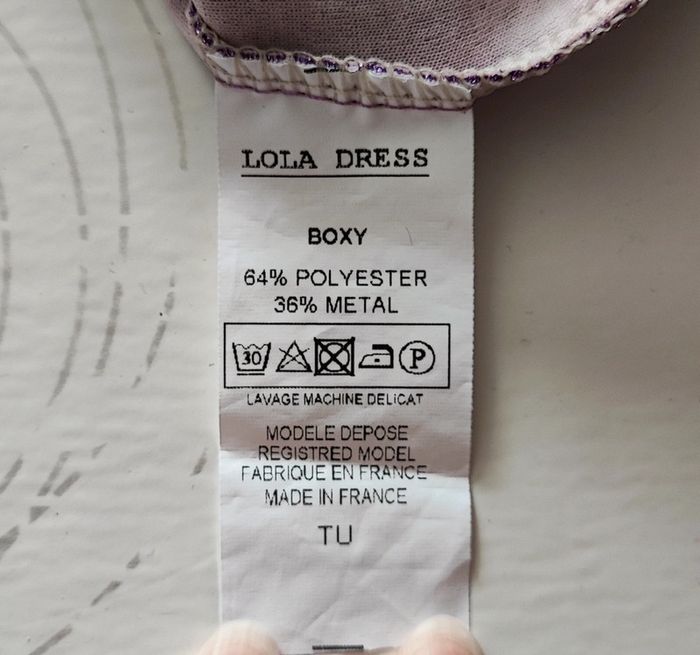 LOLA DRESS
BOXY
64% POLYESTER
36% METAL
30 P
LAVAGE MACHINE DELiCAT
MODELE DEPOSE
REGISTRED MODEL
FABRIQUE EN FRANCE
MADE IN FRANCE
TU